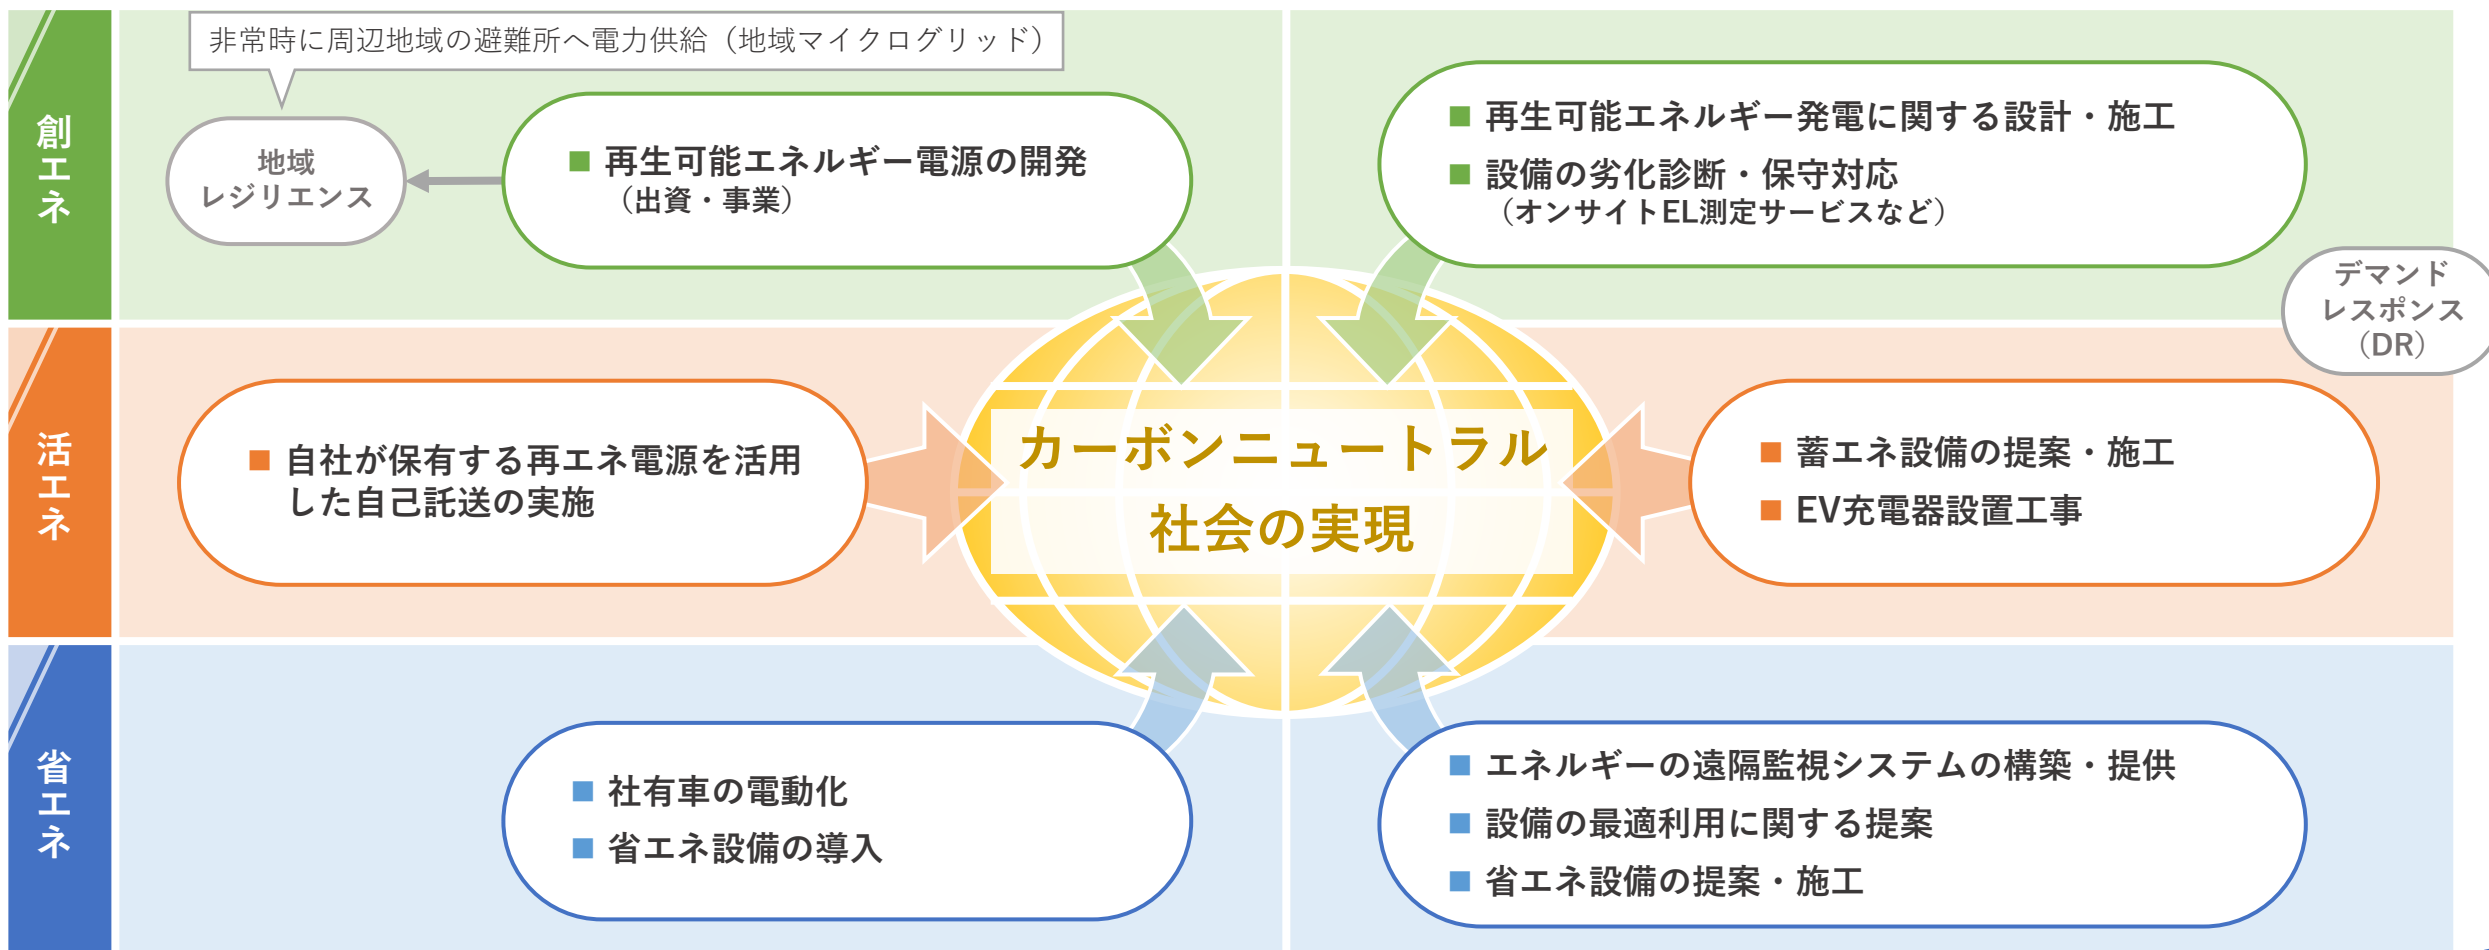 創エネ
非常時に周辺地域の避難所へ電力供給（地域マイクログリッド）
地域
レジリエンス
■ 再生可能エネルギー電源の開発
（出資・事業）
■ 再生可能エネルギー発電に関する設計・施工
■ 設備の劣化診断・保守対応
（オンサイトEL測定サービスなど）
デマンド
レスポンス
（DR）
活エネ
■ 自社が保有する再エネ電源を活用
した自己託送の実施
カーボンニュートラル
社会の実現
■ 蓄エネ設備の提案・施工
■ EV充電器設置工事
省エネ
■ 社有車の電動化
■ 省エネ設備の導入
■ エネルギーの遠隔監視システムの構築・提供
■ 設備の最適利用に関する提案
■ 省エネ設備の提案・施工